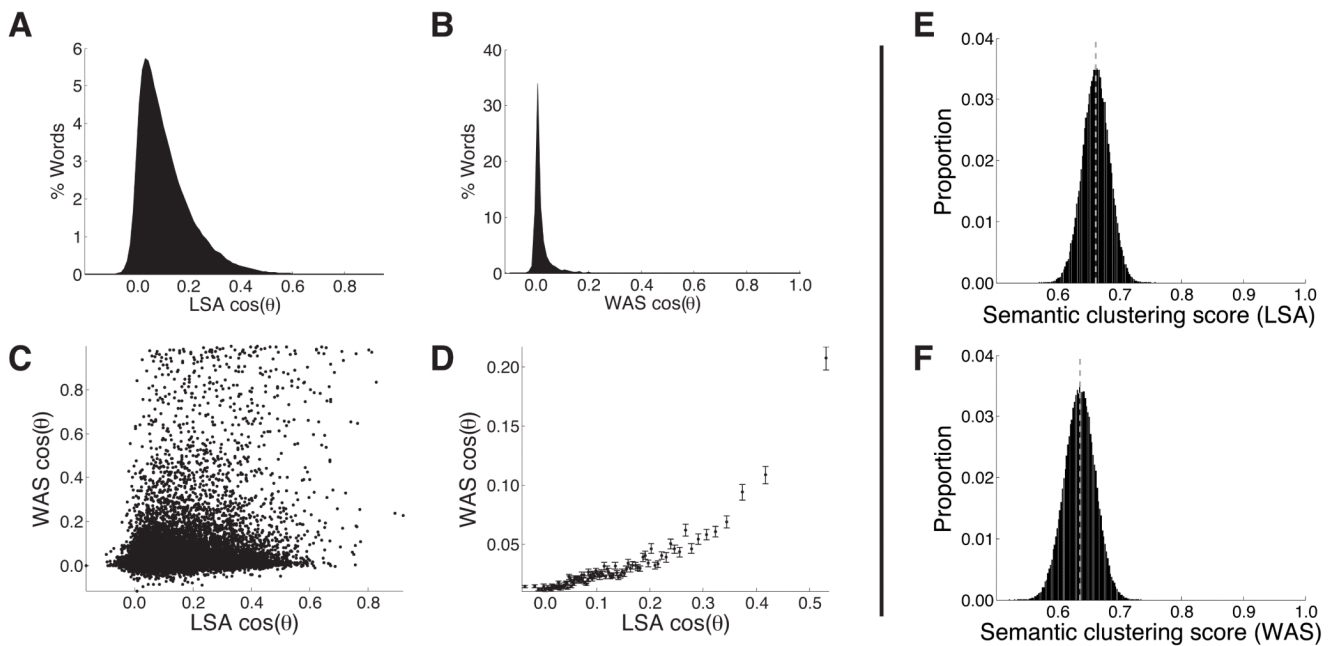 A
6
5
4
3
2
1
0
% Words
0.0 0.2 0.4 0.6 0.8
LSA cos(θ)
B
40
30
20
10
0
% Words
0.0 0.2 0.4 0.6 0.8 1.0
WAS cos(θ)
C
0.8
0.6
0.4
0.2
0.0
WAS cos(θ)
0.0 0.2 0.4 0.6 0.8
LSA cos(θ)
D
0.20
0.15
0.10
0.05
WAS cos(θ)
0.0 0.1 0.2 0.3 0.4 0.5
LSA cos(θ)
E
0.04
0.03
0.02
0.01
0.00
Proportion
0.6 0.7 0.8 0.9 1.0
Semantic clustering score (LSA)
F
0.04
0.03
0.02
0.01
0.00
Proportion
0.6 0.7 0.8 0.9 1.0
Semantic clustering score (WAS)